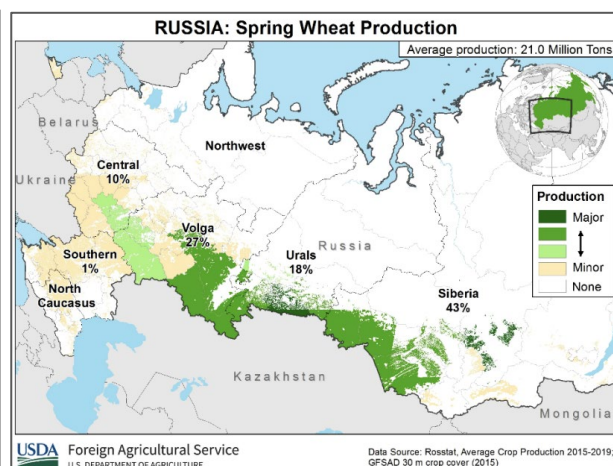 RUSSIA: Spring Wheat Production
Average production: 21.0 Million Tons
Belarus
Northwest
Central
10%
Ukraine
Production
Major
Minor
None
Volga
27%
Russia
Urals
18%
Southern
1%
North
Caucasus
Siberia
43%
Kazakhstan
Mongolia
USDA Foreign Agricultural Service
U.S. DEPARTMENT OF AGRICULTURE
Data Source: Rosstat, Average Crop Production 2015-2019;
GFSAD 30 m crop cover (2015)